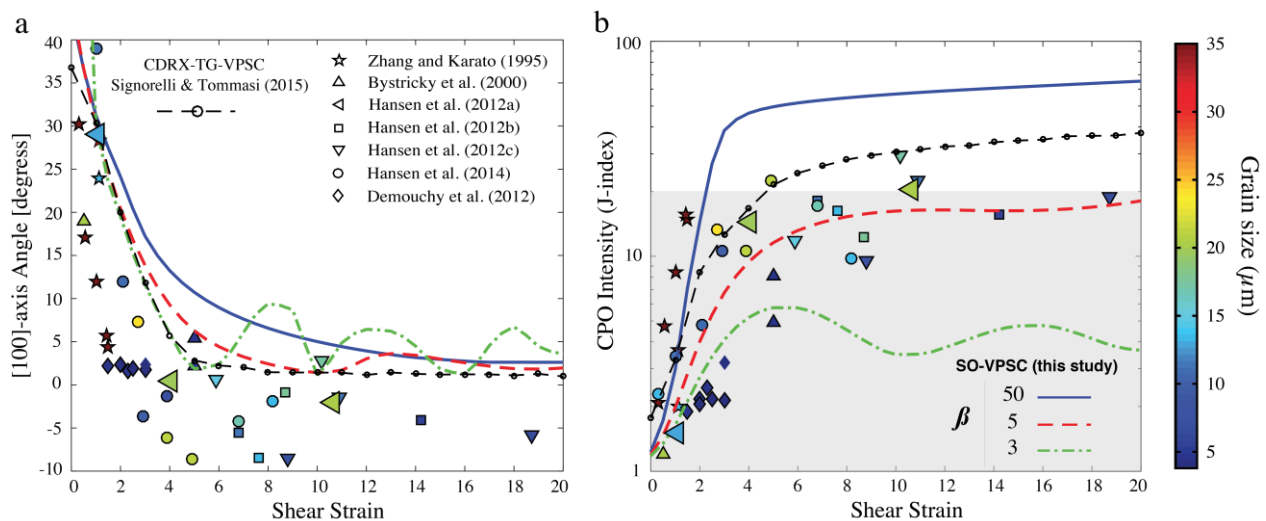 a
[100]-axis Angle [degress]
40
35
30
25
20
15
10
5
0
-5
-10
CDRX-TG-VPSC
Signorelli & Tommasi (2015)
Zhang and Karato (1995)
Bystricky et al. (2000)
Hansen et al. (2012a)
Hansen et al. (2012b)
Hansen et al. (2012c)
Hansen et al. (2014)
Demouchy et al. (2012)
0 2 4 6 8 10 12 14 16 18 20
Shear Strain
b
CPO Intensity (J-index)
100
10
1
SO-VPSC (this study)
ß
50
5
3
0 2 4 6 8 10 12 14 16 18 20
Shear Strain
35
30
25
20
15
10
5
Grain size (μm)